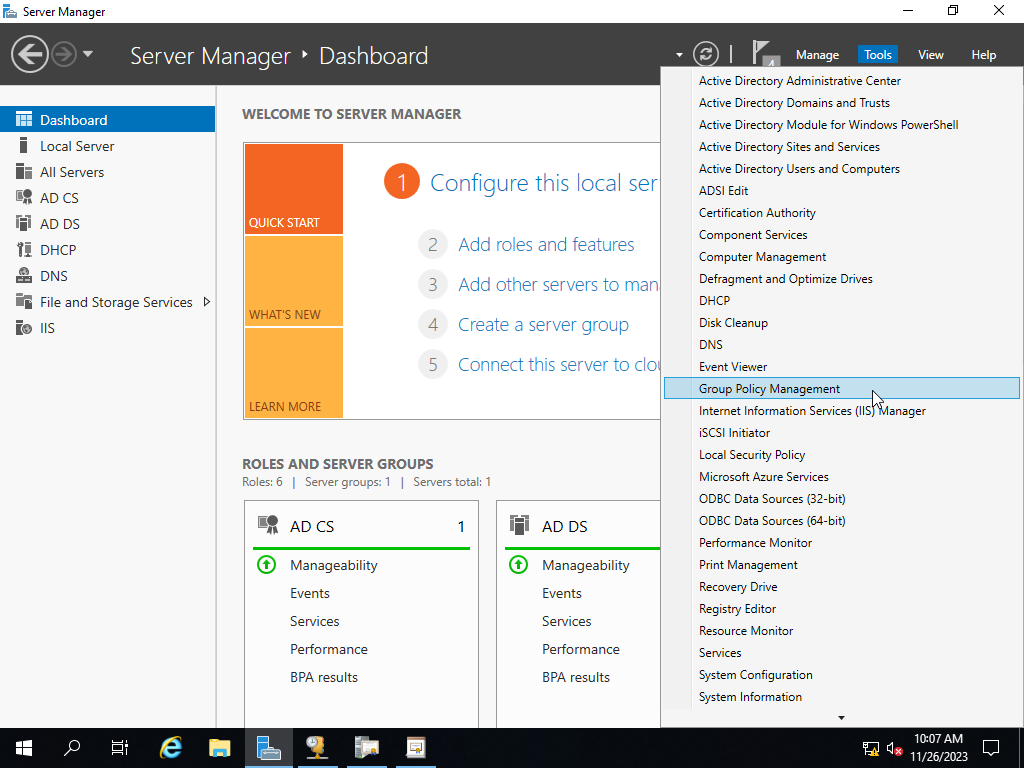 Server Manager
Server Manager ‣ Dashboard
4
Manage
Tools
View
Help
Dashboard
Local Server
All Servers
AD CS
AD DS
DHCP
DNS
File and Storage Services
IIS
WELCOME TO SERVER MANAGER
QUICK START
WHAT'S NEW
LEARN MORE
1 Configure this local ser
2 Add roles and features
3 Add other servers to man
4 Create a server group
5 Connect this server to clou
ROLES AND SERVER GROUPS
Roles: 6 | Server groups: 1 | Servers total: 1
AD CS 1
Manageability
Events
Services
Performance
BPA results
AD DS
Manageability
Events
Services
Performance
BPA results
Active Directory Administrative Center
Active Directory Domains and Trusts
Active Directory Module for Windows PowerShell
Active Directory Sites and Services
Active Directory Users and Computers
ADSI Edit
Certification Authority
Component Services
Computer Management
Defragment and Optimize Drives
DHCP
Disk Cleanup
DNS
Event Viewer
Group Policy Management
Internet Information Services (IIS) Manager
iSCSI Initiator
Local Security Policy
Microsoft Azure Services
ODBC Data Sources (32-bit)
ODBC Data Sources (64-bit)
Performance Monitor
Print Management
Recovery Drive
Registry Editor
Resource Monitor
Services
System Configuration
System Information
10:07 AM
11/26/2023